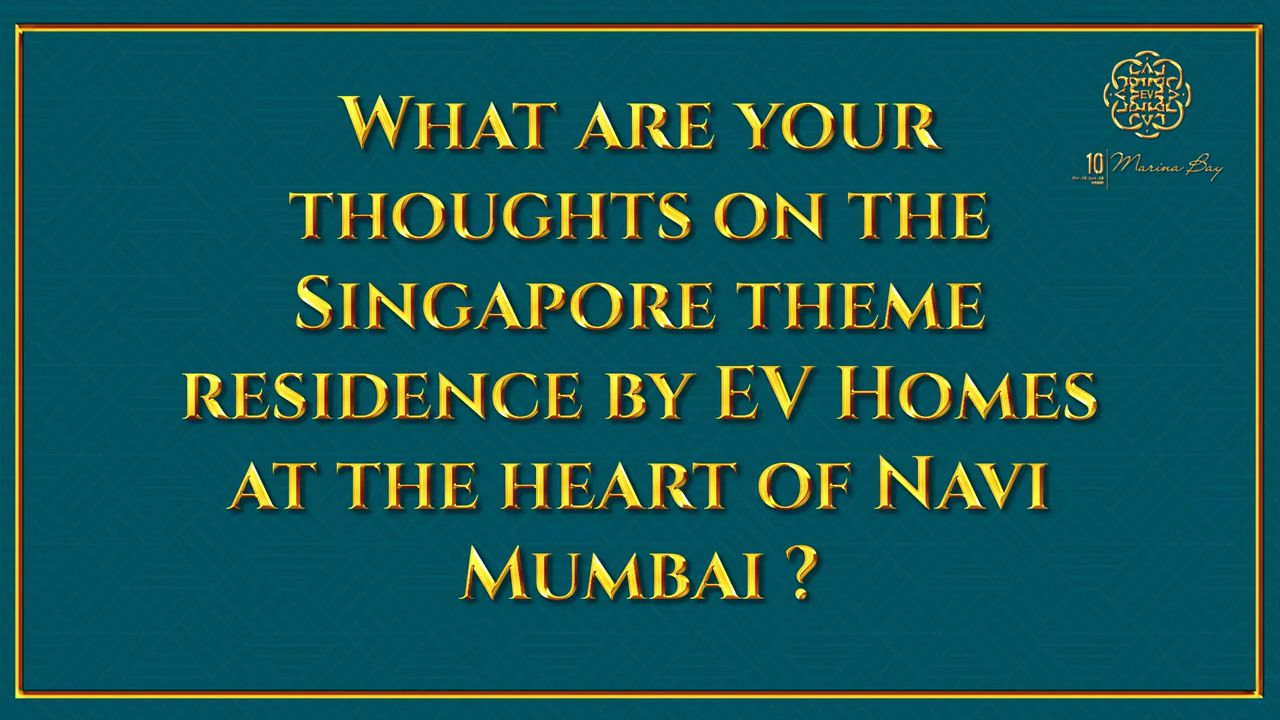 WHAT ARE YOUR
THOUGHTS ON THE
SINGAPORE THEME
RESIDENCE BY EV HOMES
AT THE HEART OF NAVI
MUMBAI ?
EV
10
VASHI
Marina Bay